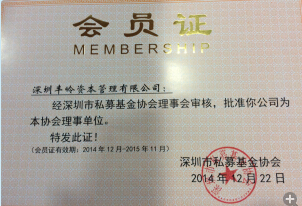 会员证
MEMBERSHIP
深圳丰岭资本管理有限公司：
经深圳市私募基金协会理事会审核，批准你公司为
本协会理事单位。
特发此证！
（会员证有效期：2014年12月-2015年11月）
深圳市私募基金协会
2014年12月22日